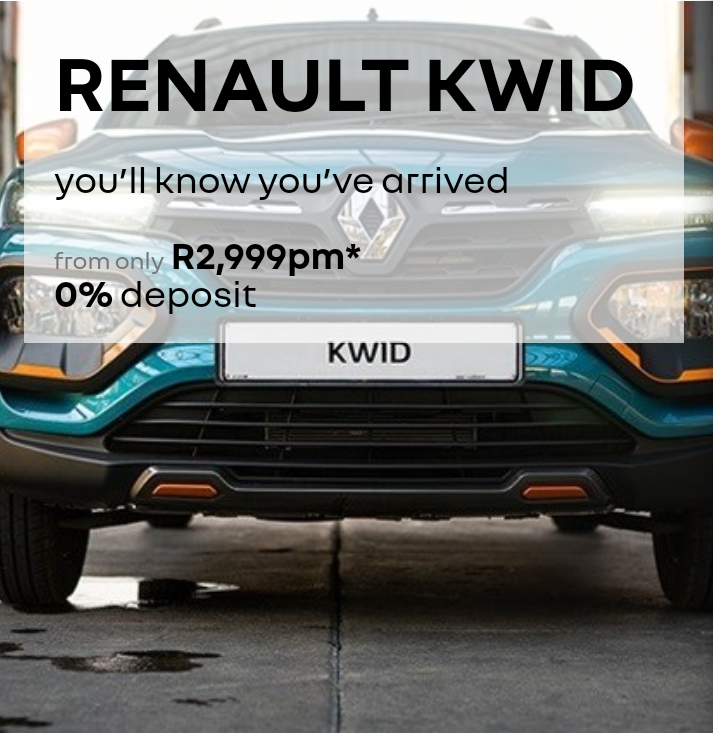 RENAULT KWID
you'll know you've arrived
from only R2,999pm*
0% deposit
KWID